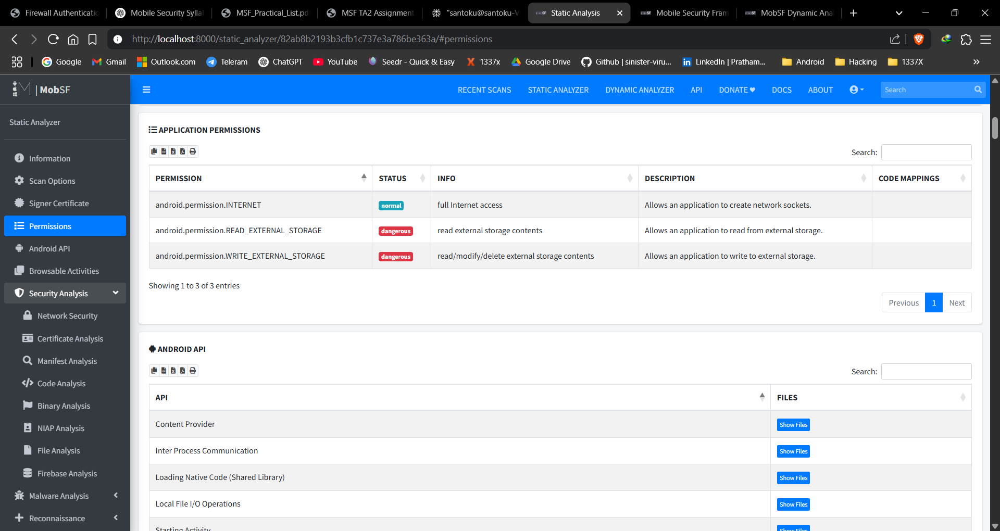 Firewall Authenticatio
Mobile Security Sylla
MSF_Practical_List.pd
MSF TA2 Assignment
"santoku@santoku-V
Static Analysis
Mobile Security Fram
MobSF Dynamic Ana
http://localhost:8000/static_analyzer/82ab8b2193b3cfb1c737e3a786be363a/#permissions
Google
Gmail
Outlook.com
Teleram
ChatGPT
YouTube
Seedr - Quick & Easy
1337x
Google Drive
Github | sinister-viru...
LinkedIn | Pratham...
Android
Hacking
1337X
»
| MobSF
RECENT SCANS
STATIC ANALYZER
DYNAMIC ANALYZER
API
DONATE ♥
DOCS
ABOUT
Search
Static Analyzer
Information
Scan Options
Signer Certificate
Permissions
Android API
Browsable Activities
Security Analysis
Network Security
Certificate Analysis
Manifest Analysis
Code Analysis
Binary Analysis
NIAP Analysis
File Analysis
Firebase Analysis
Malware Analysis
Reconnaissance
APPLICATION PERMISSIONS
Search:
PERMISSION STATUS INFO DESCRIPTION CODE MAPPINGS
android.permission.INTERNET normal full Internet access Allows an application to create network sockets.
android.permission.READ_EXTERNAL_STORAGE dangerous read external storage contents Allows an application to read from external storage.
android.permission.WRITE_EXTERNAL_STORAGE dangerous read/modify/delete external storage contents Allows an application to write to external storage.
Showing 1 to 3 of 3 entries
Previous 1 Next
ANDROID API
Search:
API FILES
Content Provider Show Files
Inter Process Communication Show Files
Loading Native Code (Shared Library) Show Files
Local File I/O Operations Show Files
Starting Activity Show Files